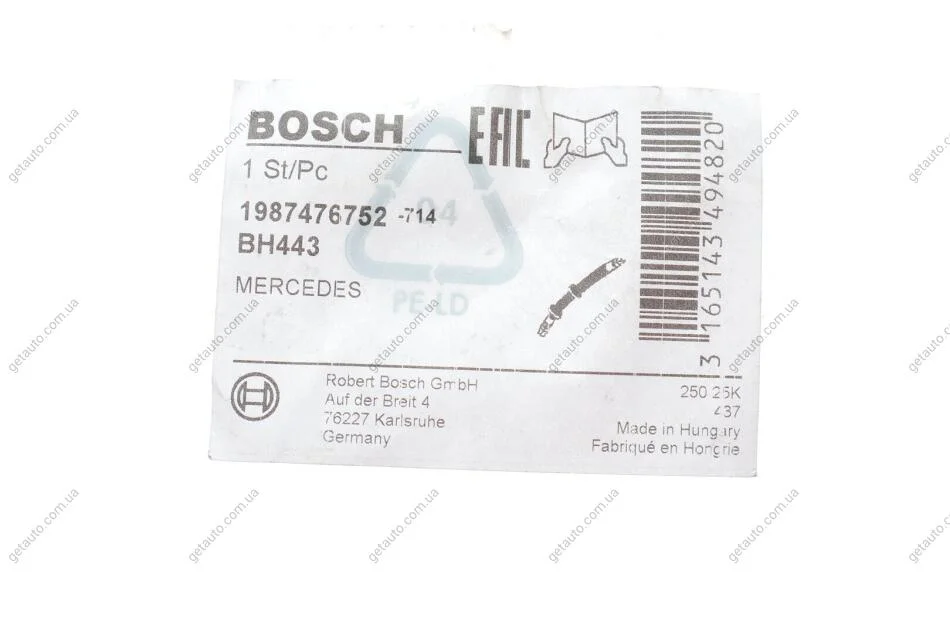 BOSCH
EAC
1 St/Pc
1987476752 -714
BH443
MERCEDES
04
PE-LD
3 165143 494820
Robert Bosch GmbH
Auf der Breit 4
76227 Karlsruhe
Germany
250 25K
437
Made in Hungary
Fabriqué en Hongrie
getauto.com.ua